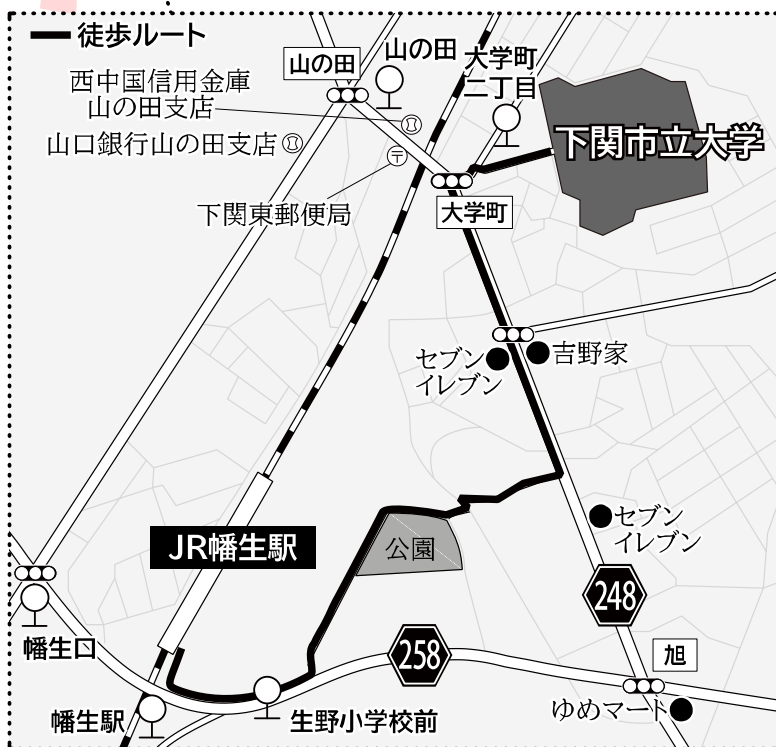 徒歩ルート
山の田
山の田
大学町
二丁目
西中国信用金庫
山の田支店
山口銀行山の田支店
下関市立大学
下関東郵便局
大学町
セブン
イレブン
吉野家
セブン
イレブン
JR幡生駅
公園
248
幡生口
258
旭
幡生駅
生野小学校前
ゆめマート